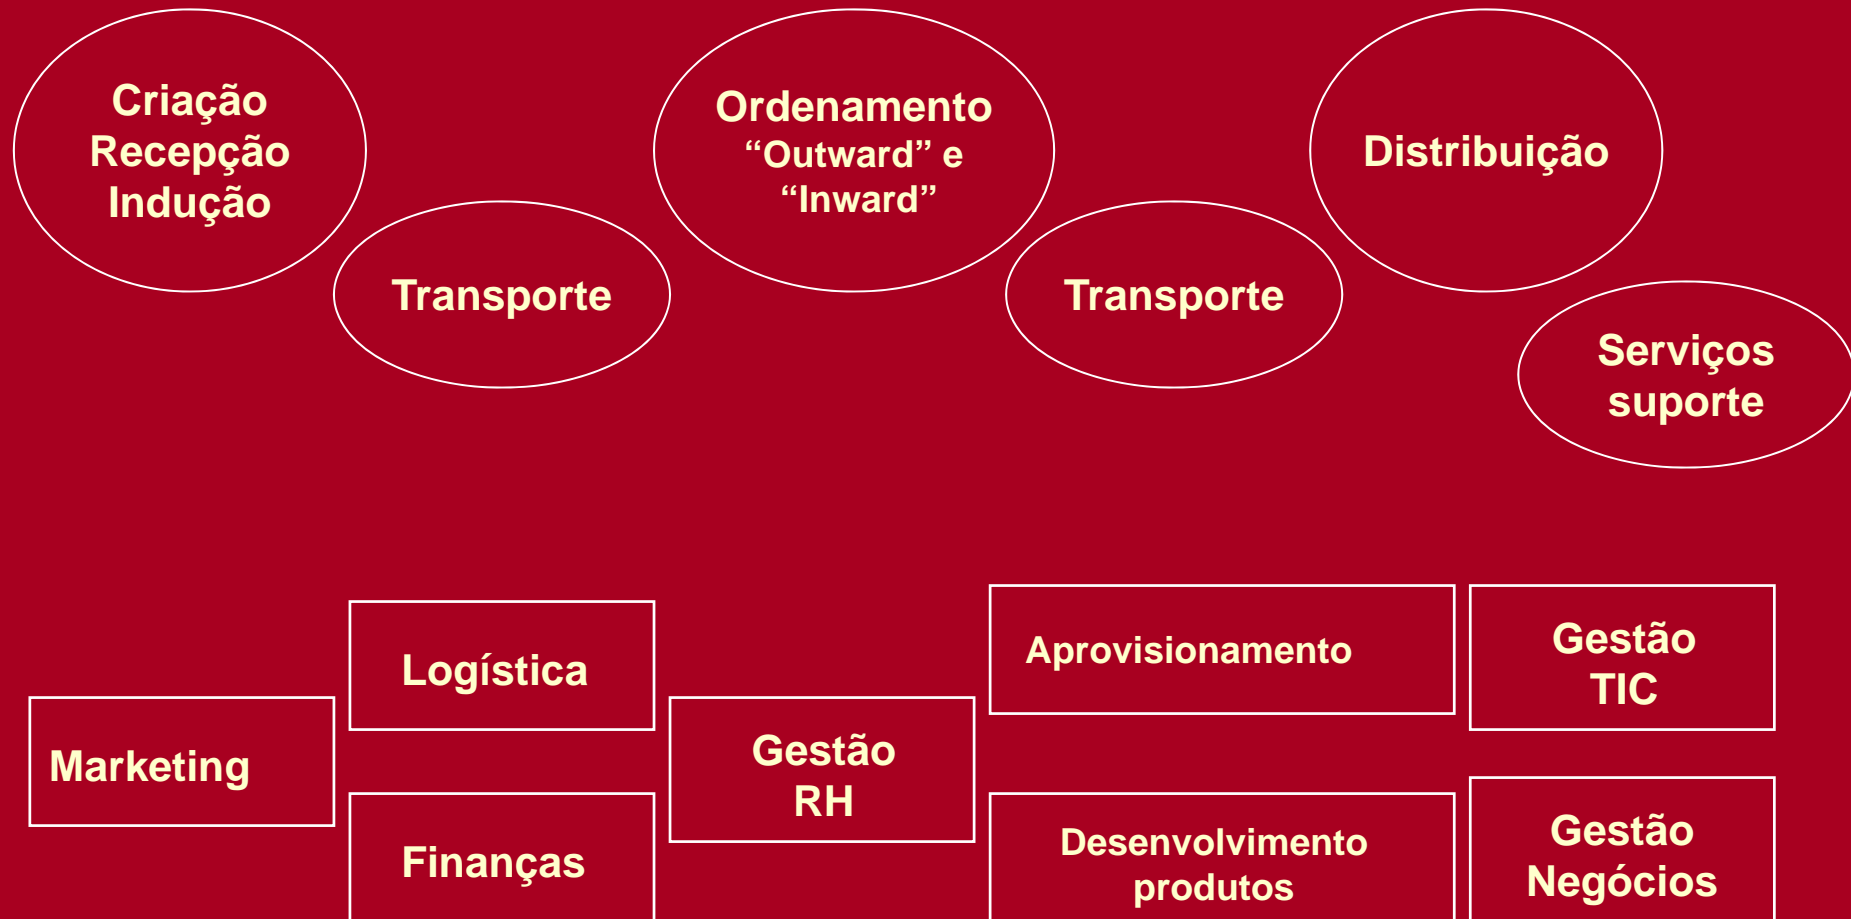 Criação
Recepção
Indução
Transporte
Ordenamento
“Outward” e
“Inward”
Transporte
Distribuição
Serviços
suporte
Marketing
Logística
Finanças
Gestão
RH
Aprovisionamento
Desenvolvimento
produtos
Gestão
TIC
Gestão
Negócios